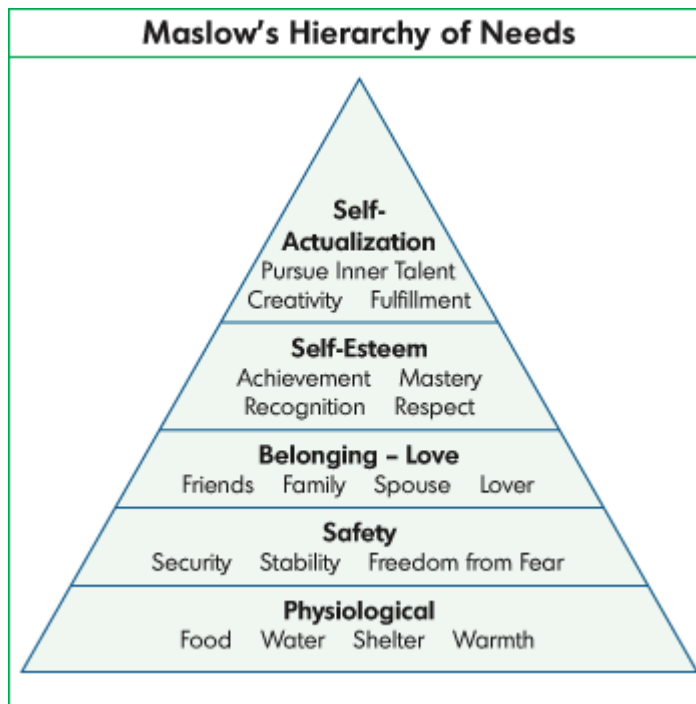 Maslow's Hierarchy of Needs
Self-
Actualization
Pursue Inner Talent
Creativity Fulfillment
Self-Esteem
Achievement Mastery
Recognition Respect
Belonging – Love
Friends Family Spouse Lover
Safety
Security Stability Freedom from Fear
Physiological
Food Water Shelter Warmth